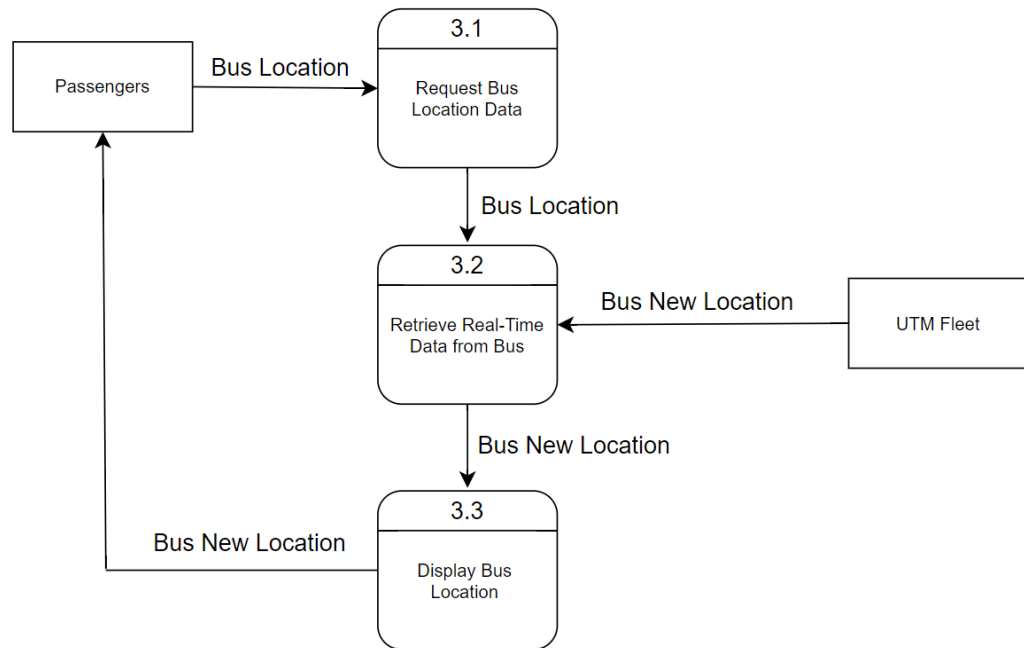 3.1
Passengers
Bus Location
Request Bus
Location Data
Bus Location
3.2
Retrieve Real-Time
Data from Bus
Bus New Location
UTM Fleet
Bus New Location
3.3
Display Bus
Location
Bus New Location